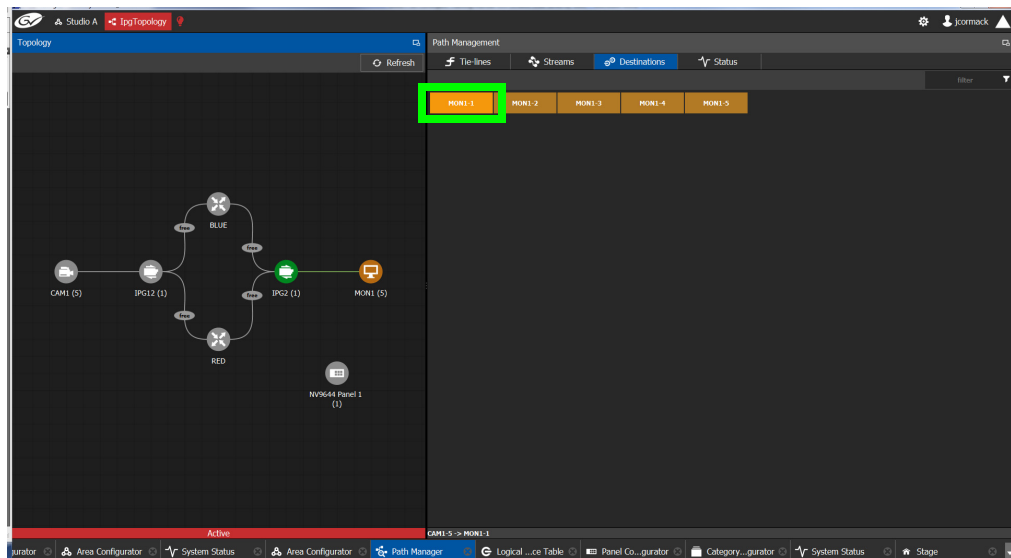 Studio A IpgTopology jcormack
Topology
Path Management
Refresh
Tie-lines Streams Destinations Status
filter
MON1-1 MON1-2 MON1-3 MON1-4 MON1-5
BLUE
free
free
CAM1 (5) IPG12 (1) IPG2 (1) MON1 (5)
free
free
RED
NV9644 Panel 1
(1)
Active
CAM1-5 -> MON1-1
urator Area Configurator System Status Area Configurator Path Manager Logical ...ce Table Panel Co...gurator Category...gurator System Status Stage